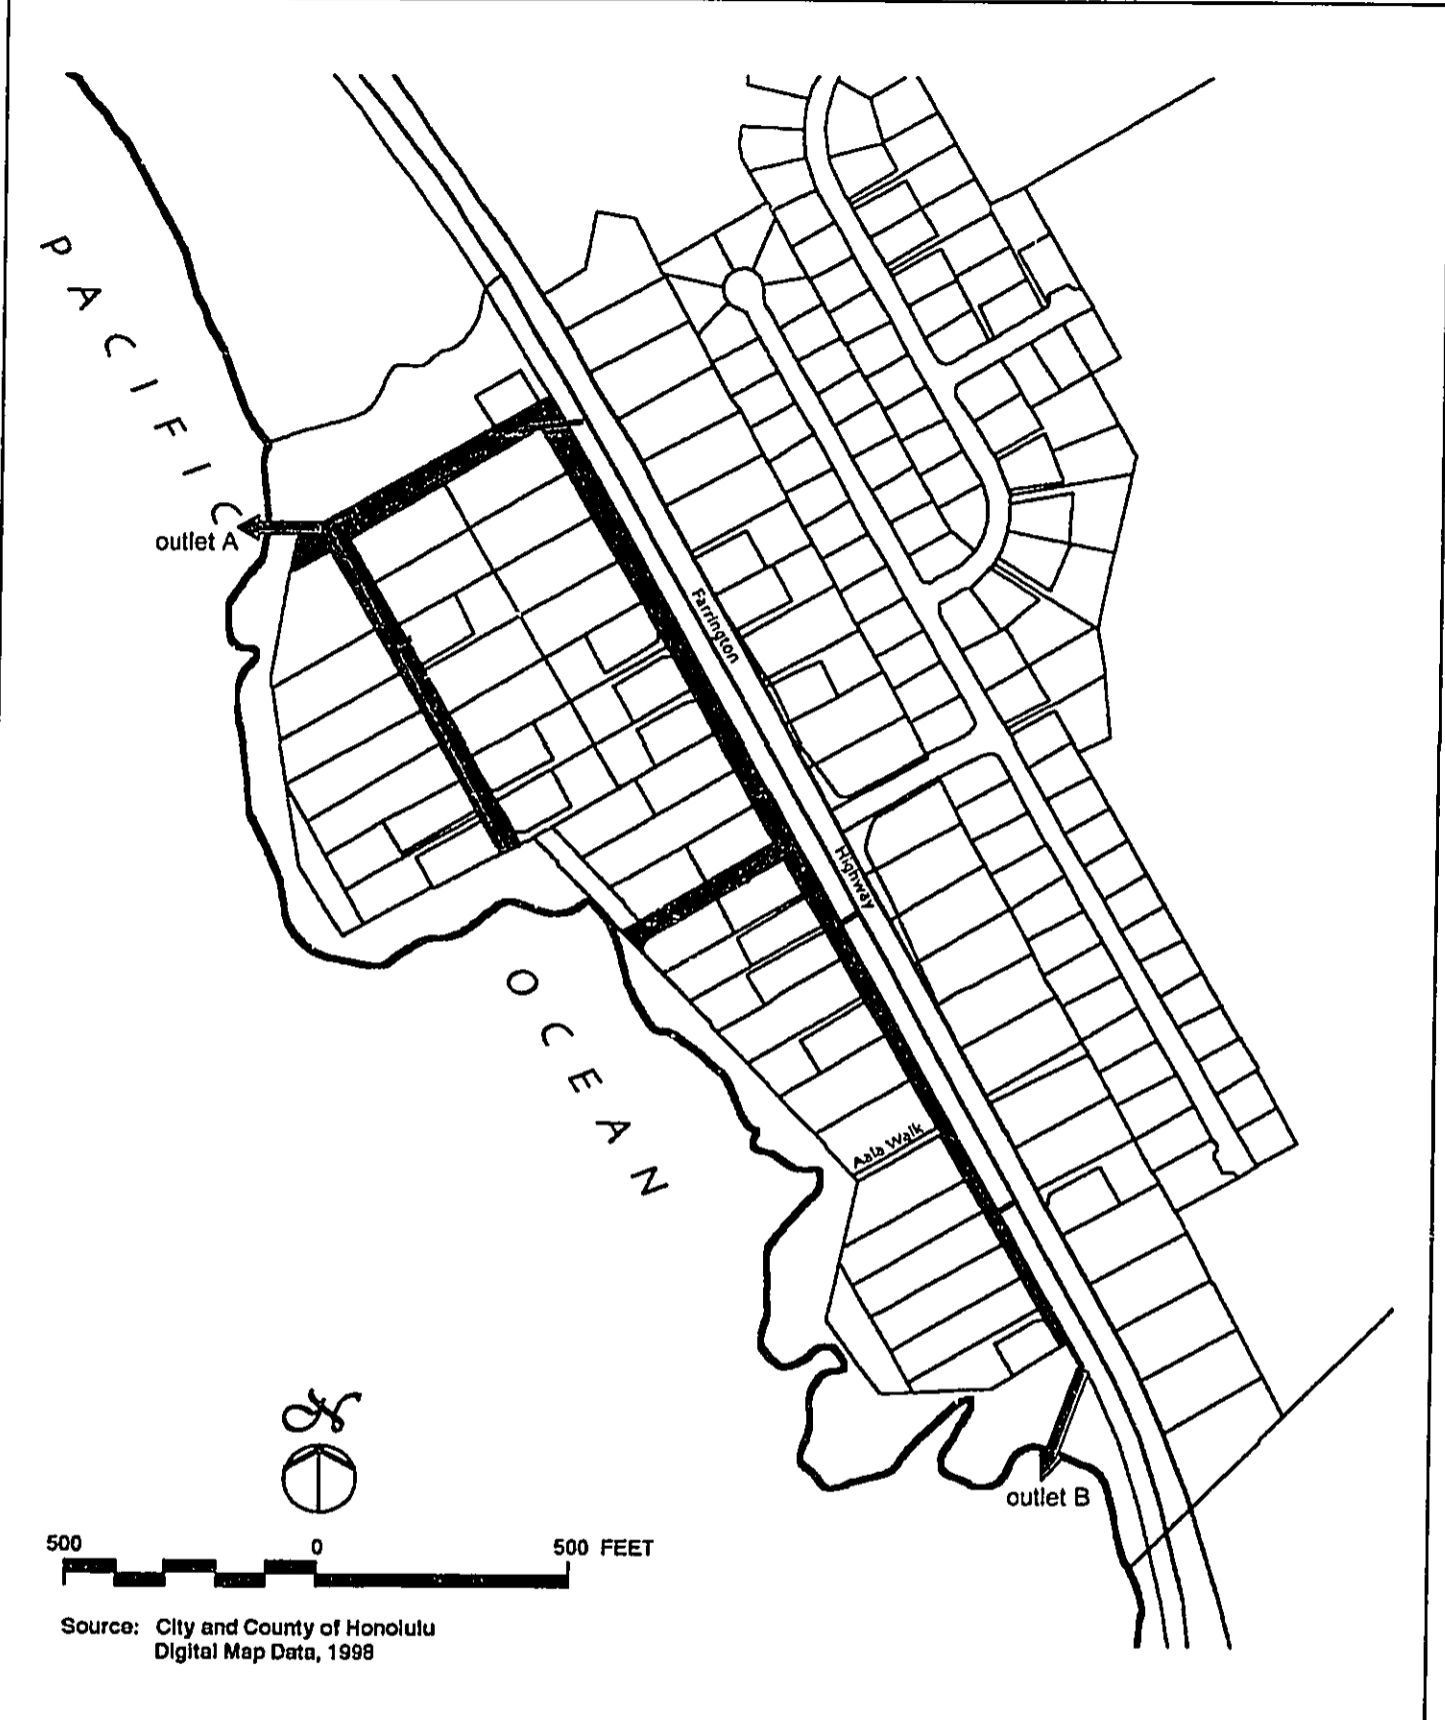 PACIFIC
outlet A
Farrington
Highway
OCEAN
Aala Walk
outlet B
N
500 0 500 FEET
Source: City and County of Honolulu
Digital Map Data, 1998